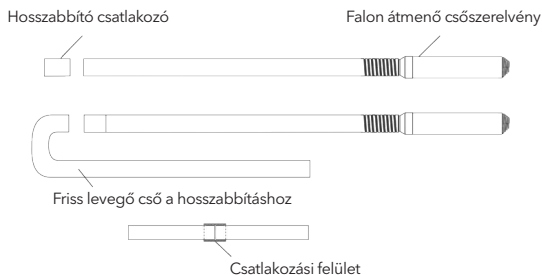 Hosszabbító csatlakozó
Falon átmenő csőszerelvény
Friss levegő cső a hosszabbításhoz
Csatlakozási felület